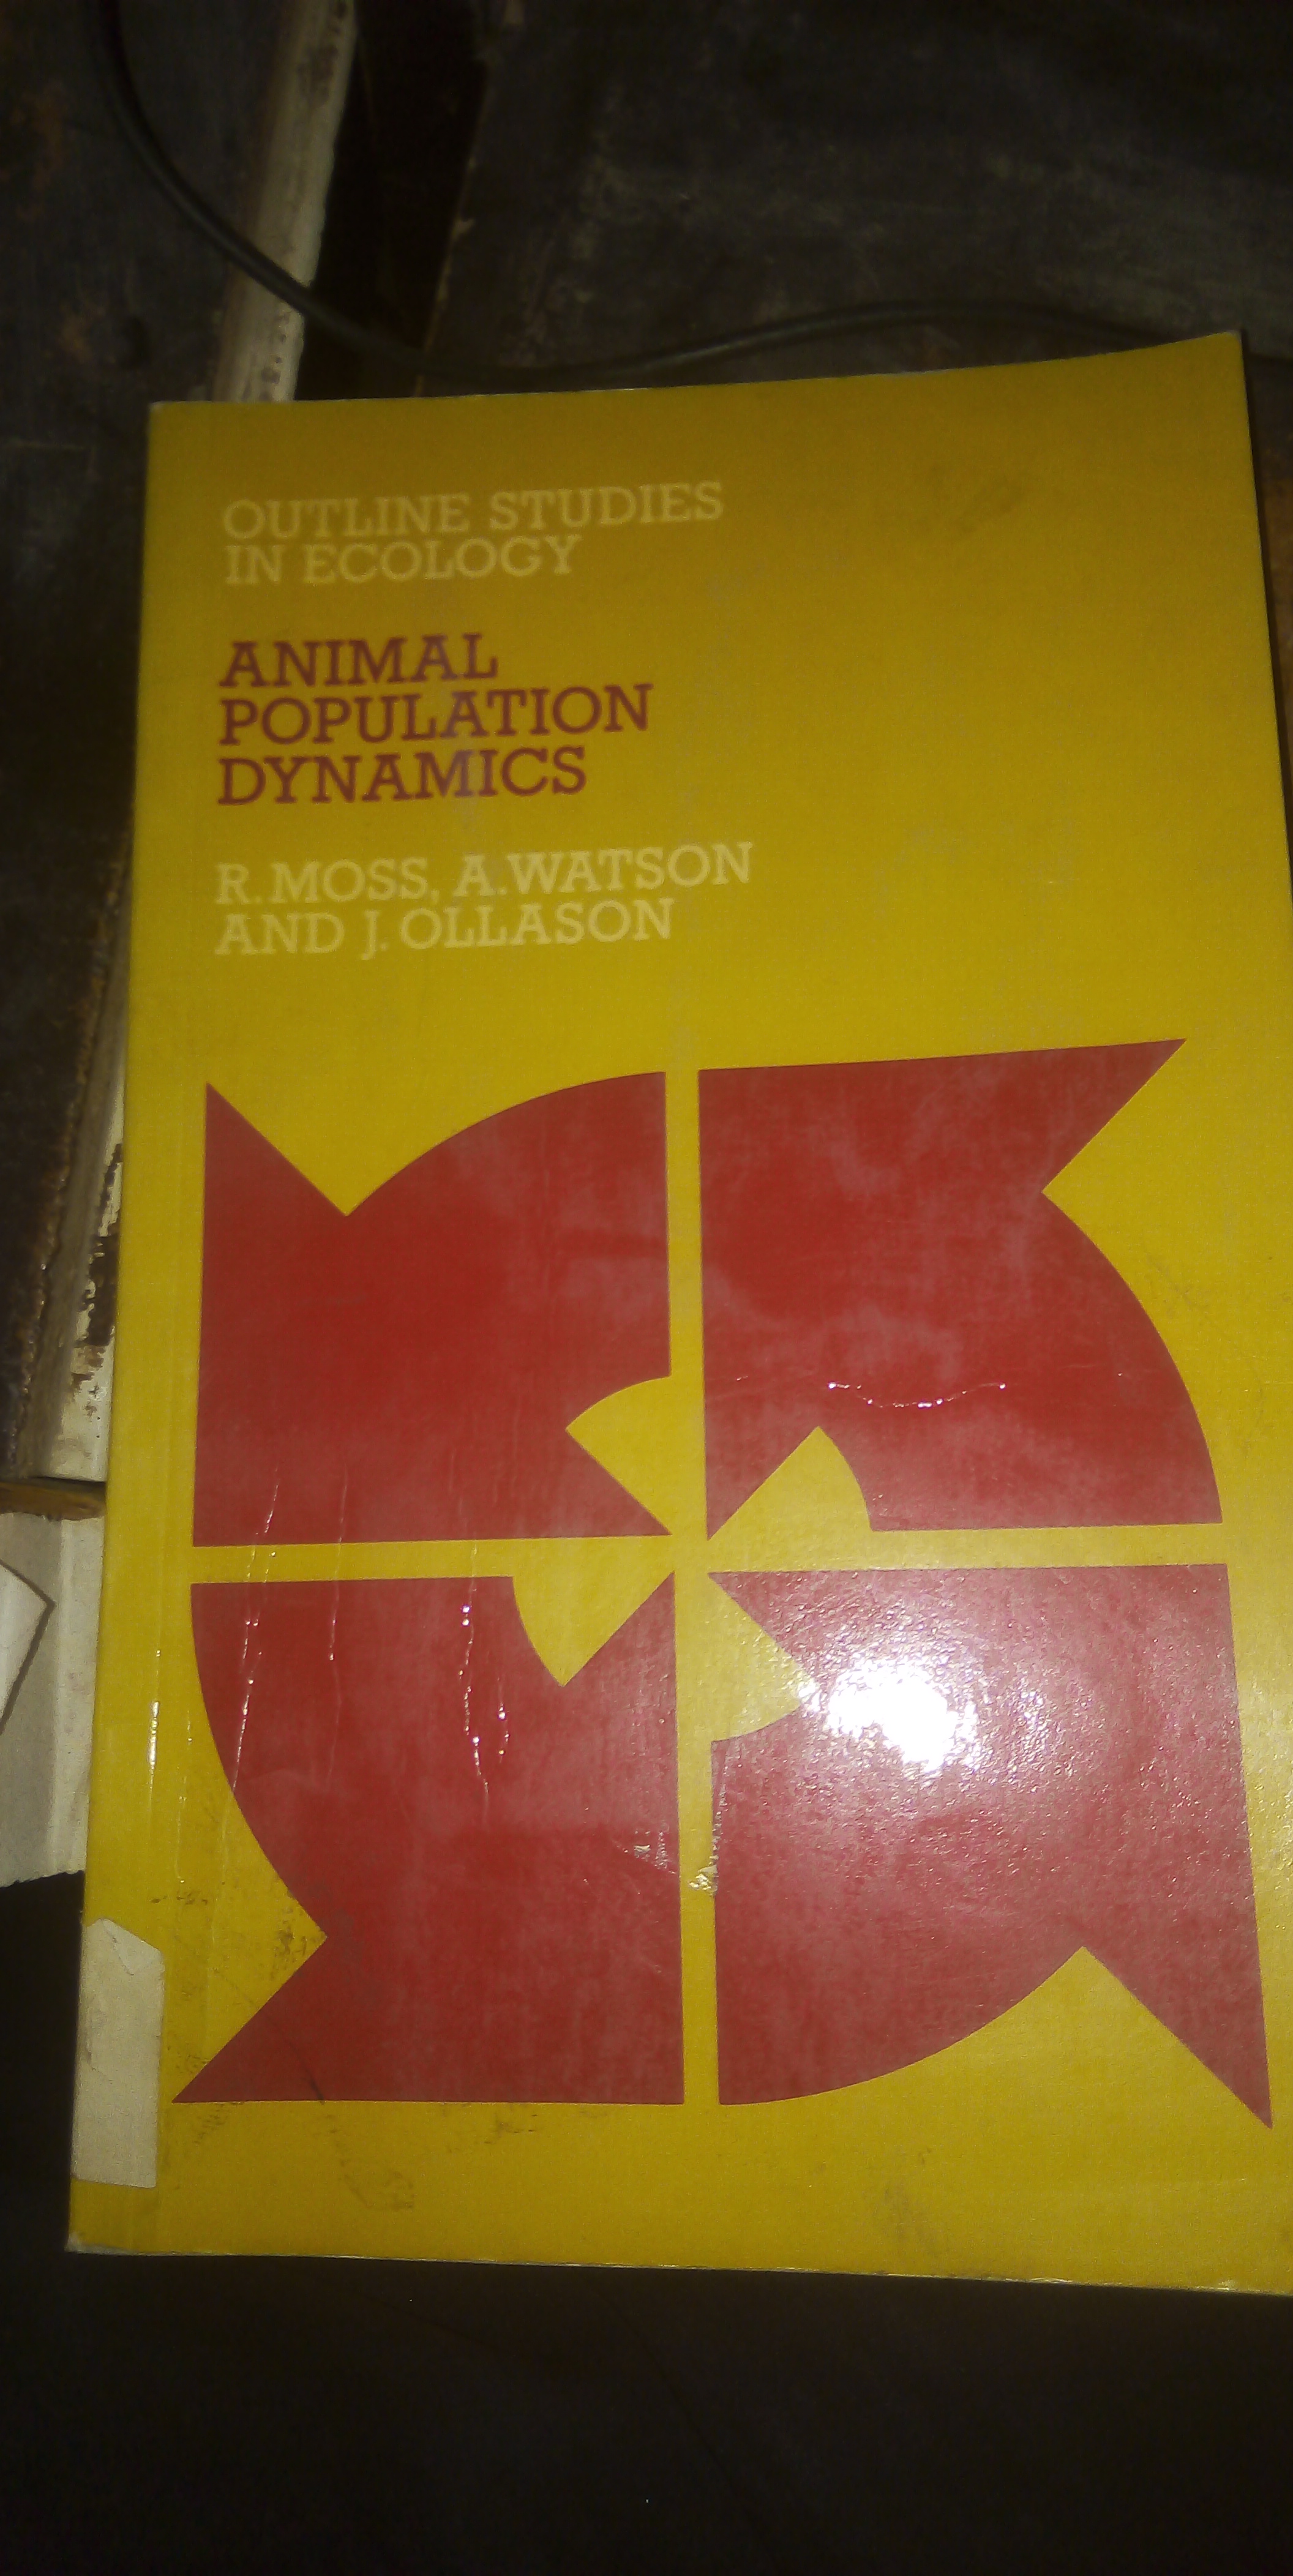 OUTLINE STUDIES
IN ECOLOGY
ANIMAL
POPULATION
DYNAMICS
R. MOSS, A. WATSON
AND J. OLLASON